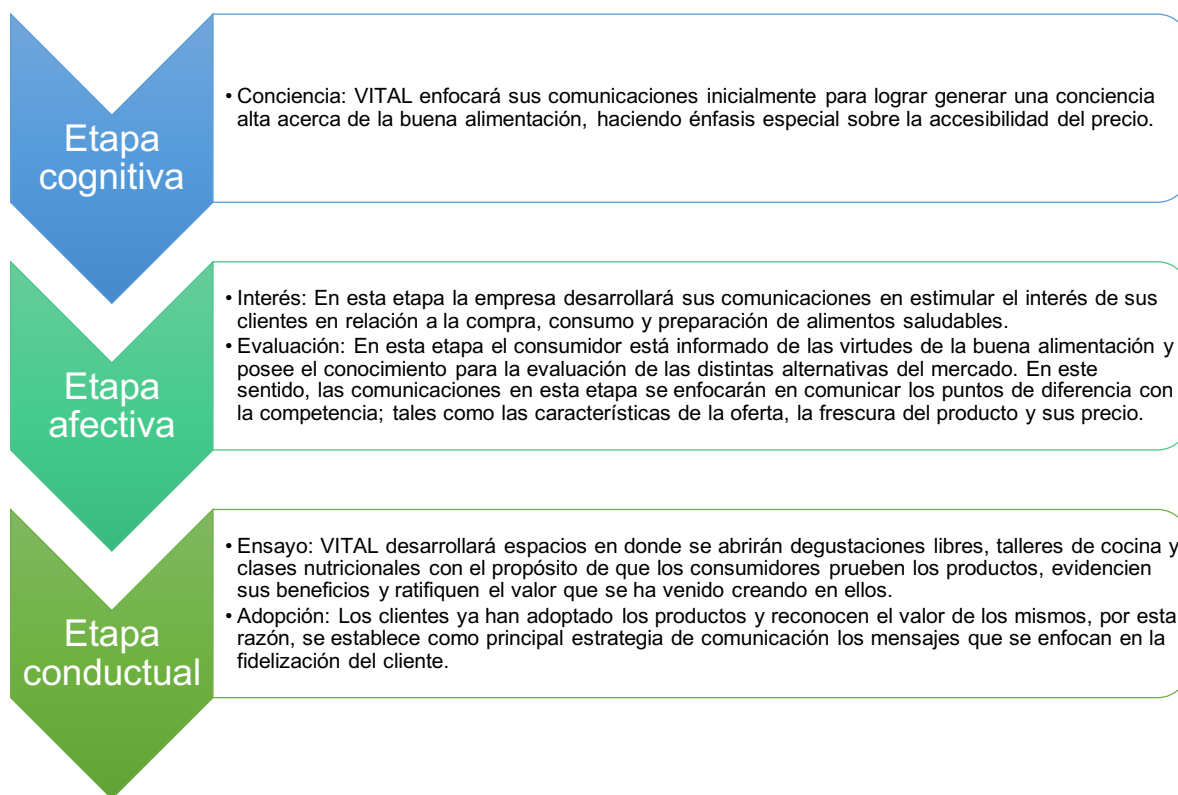 Etapa
cognitiva
• Conciencia: VITAL enfocará sus comunicaciones inicialmente para lograr generar una conciencia
alta acerca de la buena alimentación, haciendo énfasis especial sobre la accesibilidad del precio.
Etapa
afectiva
• Interés: En esta etapa la empresa desarrollará sus comunicaciones en estimular el interés de sus
clientes en relación a la compra, consumo y preparación de alimentos saludables.
• Evaluación: En esta etapa el consumidor está informado de las virtudes de la buena alimentación y
posee el conocimiento para la evaluación de las distintas alternativas del mercado. En este
sentido, las comunicaciones en esta etapa se enfocarán en comunicar los puntos de diferencia con
la competencia; tales como las características de la oferta, la frescura del producto y sus precio.
Etapa
conductual
• Ensayo: VITAL desarrollará espacios en donde se abrirán degustaciones libres, talleres de cocina y
clases nutricionales con el propósito de que los consumidores prueben los productos, evidencien
sus beneficios y ratifiquen el valor que se ha venido creando en ellos.
• Adopción: Los clientes ya han adoptado los productos y reconocen el valor de los mismos, por esta
razón, se establece como principal estrategia de comunicación los mensajes que se enfocan en la
fidelización del cliente.